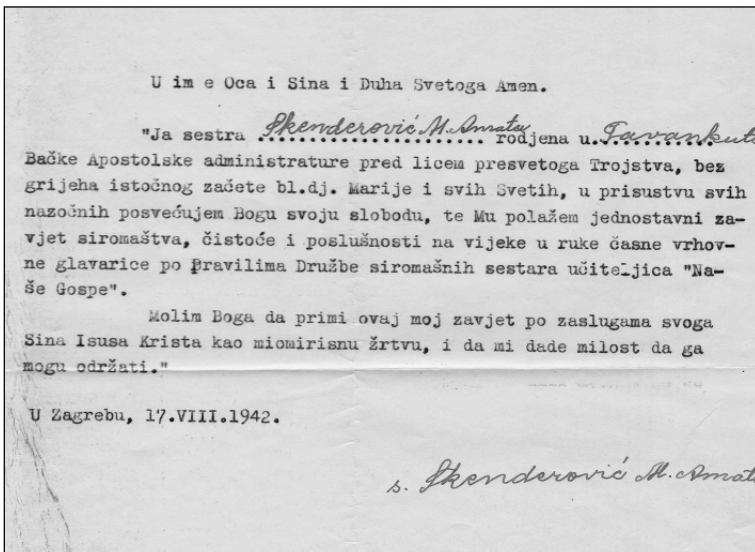 U im e Oca i Sina i Duha Svetoga Amen.
"Ja sestra Skenderović M. Amata rodjena u Tavankutu
Bačke Apostolske administrature pred licem presvetoga Trojstva, bez
grijeha istočnog začete bl.dj. Marije i svih Svetih, u prisustvu svih
nazočnih posvećujem Bogu svoju slobodu, te Mu polažem jednostavni za-
vjet siromaštva, čistoće i poslušnosti na vijeke u ruke časne vrhov-
ne glavarice po pravilima Družbe siromašnih sestara učiteljica "Na-
še Gospe".
Molim Boga da primi ovaj moj zavjet po zaslugama svoga
Sina Isusa Krista kao miomirisnu žrtvu, i da mi dade milost da ga
mogu održati."
U Zagrebu, 17.VIII.1942.
s. Skenderović M. Amata